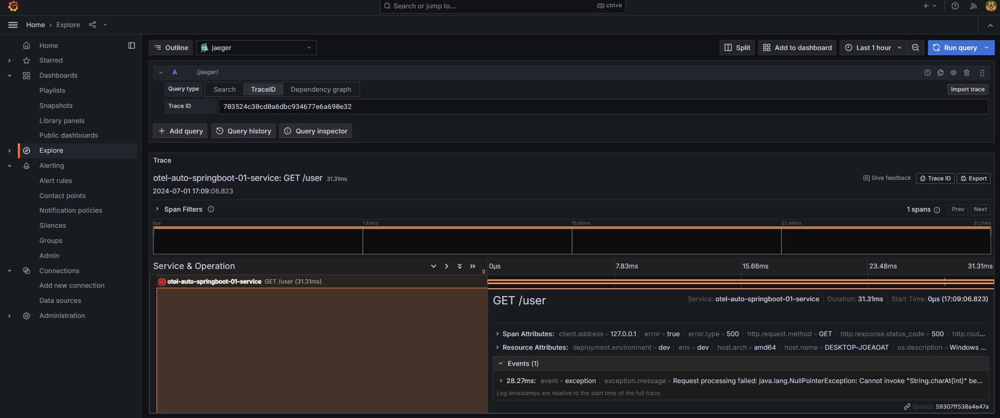 Search or jump to...
ctrl+k
Home
Explore
Home
Starred
Dashboards
Playlists
Snapshots
Library panels
Public dashboards
Explore
Alerting
Alert rules
Contact points
Notification policies
Silences
Groups
Admin
Connections
Add new connection
Data sources
Administration
Outline
jaeger
Split
Add to dashboard
Last 1 hour
Run query
A
(jaeger)
Query type
Search
TraceID
Dependency graph
Import trace
Trace ID
703524c30cd0a6dbc934677e6a690e32
Add query
Query history
Query inspector
Trace
otel-auto-springboot-01-service: GET /user 31.31ms
Give feedback
Trace ID
Export
2024-07-01 17:09:06.823
Span Filters
1 spans
Prev
Next
0μs
7.83ms
15.66ms
23.48ms
31.31ms
Service & Operation
0μs
7.83ms
15.66ms
23.48ms
31.31ms
otel-auto-springboot-01-service GET /user (31.31ms)
GET /user
Service: otel-auto-springboot-01-service
Duration: 31.31ms
Start Time: 0μs (17:09:06.823)
Span Attributes: client.address = 127.0.0.1 error = true error.type = 500 http.request.method = GET http.response.status_code = 500 http.rout...
Resource Attributes: deployment.environment = dev env = dev host.arch = amd64 host.name = DESKTOP-JOEAOAT os.description = Windows ...
Events (1)
28.27ms: event = exception exception.message = Request processing failed: java.lang.NullPointerException: Cannot invoke "String.charAt(int)" be...
Log timestamps are relative to the start time of the full trace.
SpanID: 59307ff538a4e47a